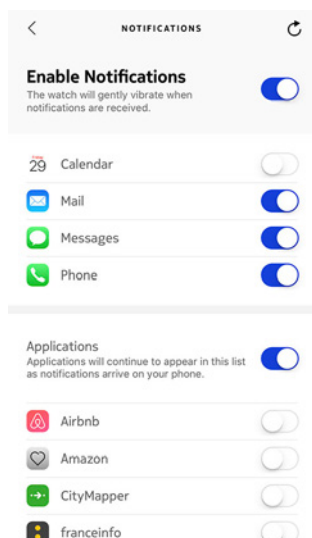 NOTIFICATIONS
Enable Notifications
The watch will gently vibrate when
notifications are received.
29 Calendar
Mail
Messages
Phone
Applications
Applications will continue to appear in this list
as notifications arrive on your phone.
Airbnb
Amazon
CityMapper
franceinfo